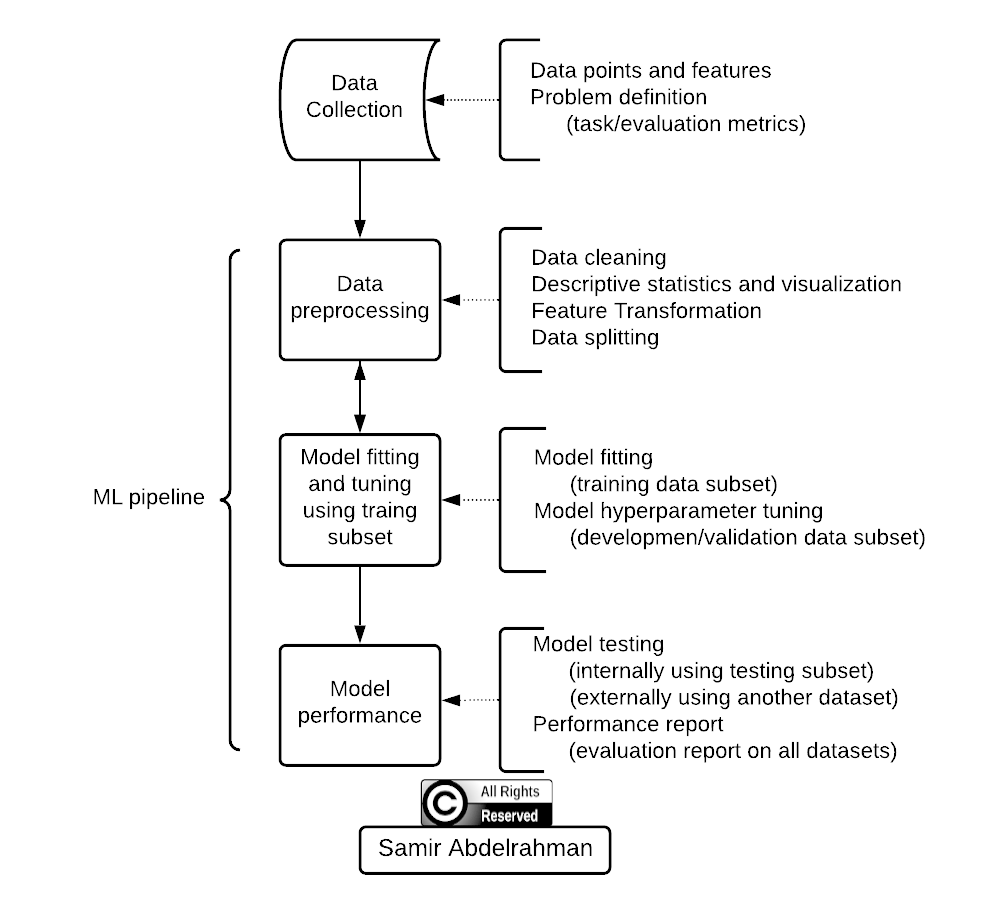 Data
Collection
Data points and features
Problem definition
(task/evaluation metrics)
Data
preprocessing
Data cleaning
Descriptive statistics and visualization
Feature Transformation
Data splitting
ML pipeline
Model fitting
and tuning
using traing
subset
Model fitting
(training data subset)
Model hyperparameter tuning
(developmen/validation data subset)
Model
performance
Model testing
(internally using testing subset)
(externally using another dataset)
Performance report
(evaluation report on all datasets)
C
All Rights
Reserved
Samir Abdelrahman